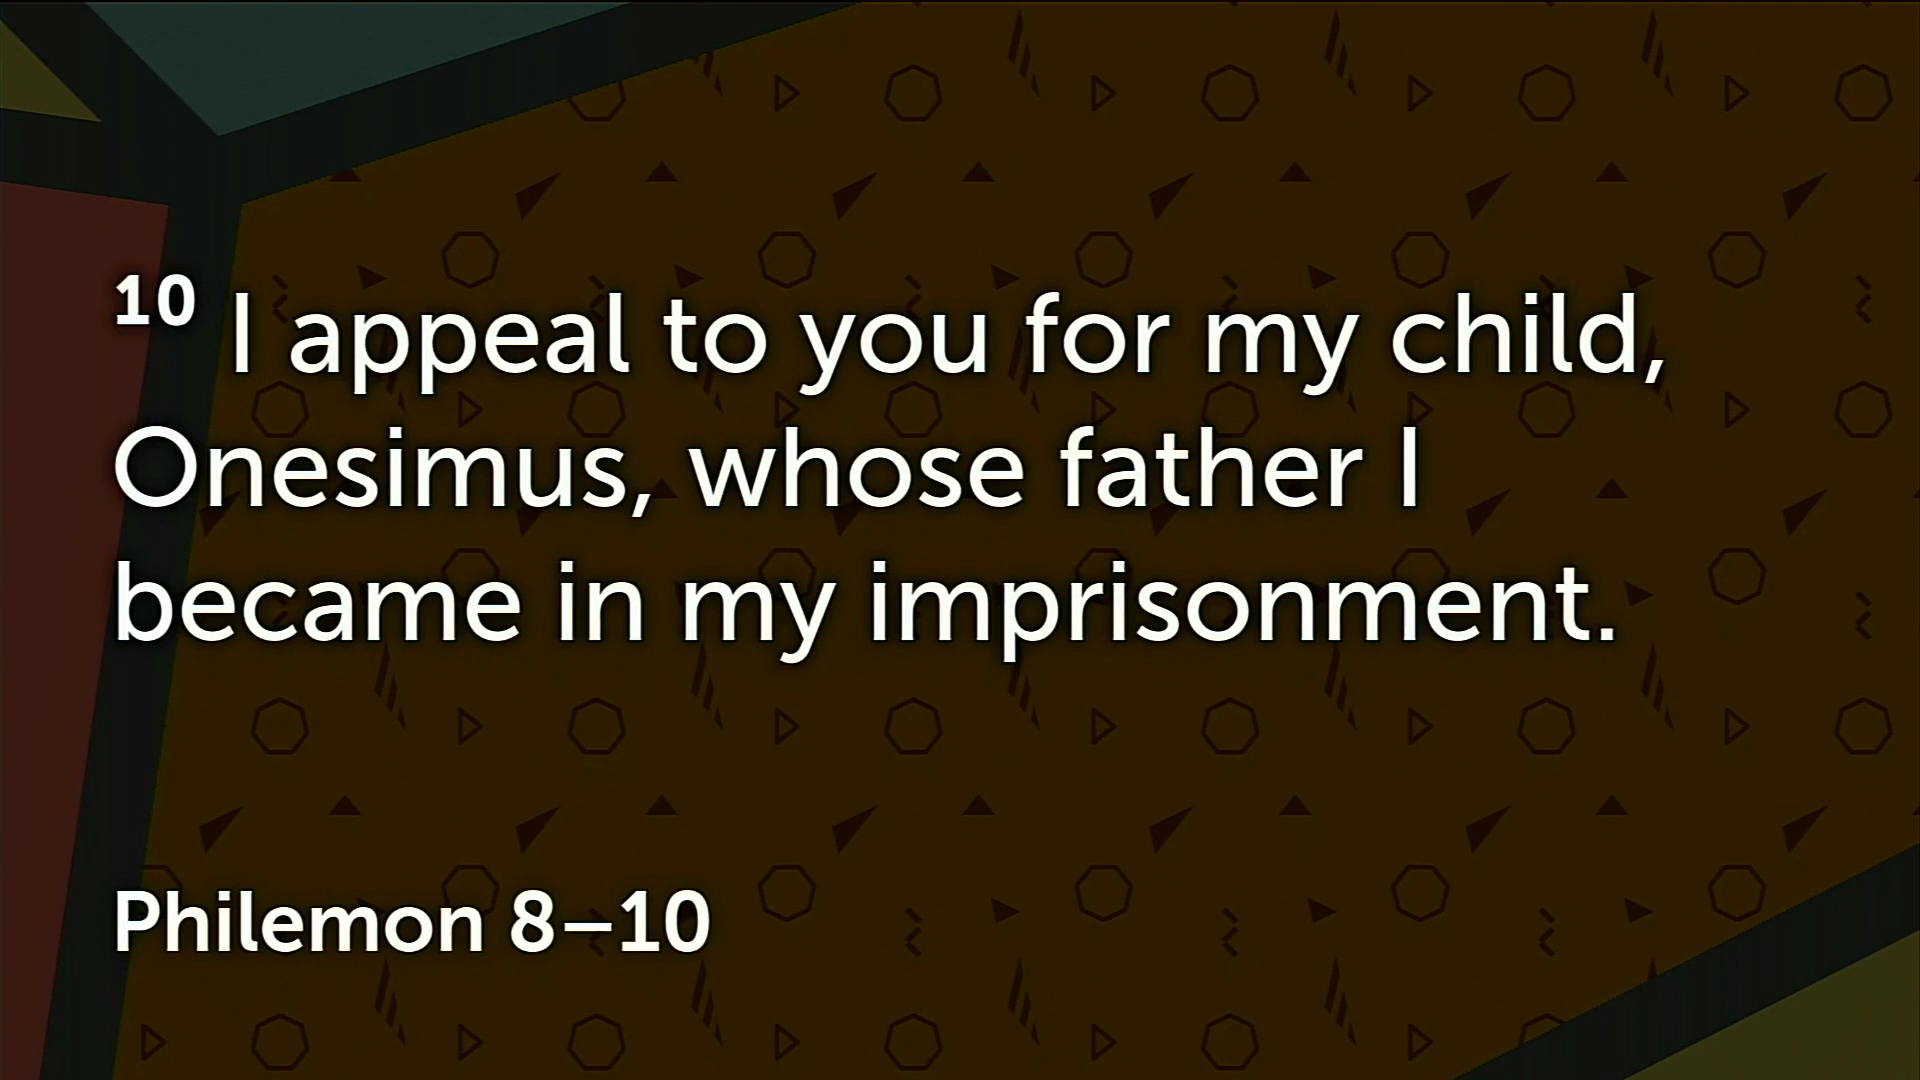 10 I appeal to you for my child,
Onesimus, whose father I
became in my imprisonment.
Philemon 8–10